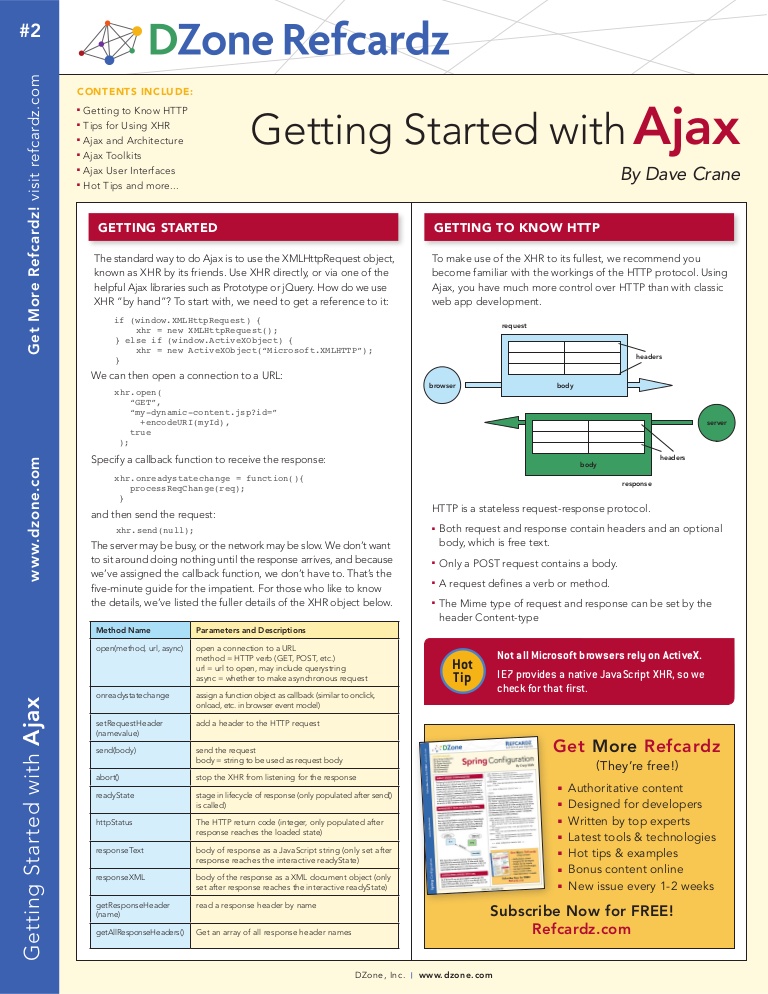 #2
Get More Refcardz! visit refcardz.com
www.dzone.com
Getting Started with Ajax
DZone Refcardz
CONTENTS INCLUDE:
▪ Getting to Know HTTP
▪ Tips for Using XHR
▪ Ajax and Architecture
▪ Ajax Toolkits
▪ Ajax User Interfaces
▪ Hot Tips and more...
Getting Started with Ajax
By Dave Crane
GETTING STARTED
The standard way to do Ajax is to use the XMLHttpRequest object,
known as XHR by its friends. Use XHR directly, or via one of the
helpful Ajax libraries such as Prototype or jQuery. How do we use
XHR “by hand”? To start with, we need to get a reference to it:
if (window.XMLHttpRequest) {
xhr = new XMLHttpRequest();
} else if (window.ActiveXObject) {
xhr = new ActiveXObject(“Microsoft.XMLHTTP”);
}
We can then open a connection to a URL:
xhr.open(
“GET”,
“my-dynamic-content.jsp?id=”
+encodeURI(myId),
true
);
Specify a callback function to receive the response:
xhr.onreadystatechange = function(){
processReqChange(req);
}
and then send the request:
xhr.send(null);
The server may be busy, or the network may be slow. We don’t want
to sit around doing nothing until the response arrives, and because
we’ve assigned the callback function, we don’t have to. That’s the
five-minute guide for the impatient. For those who like to know
the details, we’ve listed the fuller details of the XHR object below.
Method Name Parameters and Descriptions
open(method, url, async) open a connection to a URL
method = HTTP verb (GET, POST, etc.)
url = url to open, may include querystring
async = whether to make asynchronous request
onreadystatechange assign a function object as callback (similar to onclick,
onload, etc. in browser event model)
setRequestHeader add a header to the HTTP request
(namevalue)
send(body) send the request
body = string to be used as request body
abort() stop the XHR from listening for the response
readyState stage in lifecycle of response (only populated after send()
is called)
httpStatus The HTTP return code (integer, only populated after
response reaches the loaded state)
responseText body of response as a JavaScript string (only set after
response reaches the interactive readyState)
responseXML body of the response as a XML document object (only
set after response reaches the interactive readyState)
getResponseHeader read a response header by name
(name)
getAllResponseHeaders() Get an array of all response header names
GETTING TO KNOW HTTP
To make use of the XHR to its fullest, we recommend you
become familiar with the workings of the HTTP protocol. Using
Ajax, you have much more control over HTTP than with classic
web app development.
request
headers
browser
body
server
headers
body
response
HTTP is a stateless request-response protocol.
▪ Both request and response contain headers and an optional
body, which is free text.
▪ Only a POST request contains a body.
▪ A request defines a verb or method.
▪ The Mime type of request and response can be set by the
header Content-type
Hot
Tip
Not all Microsoft browsers rely on ActiveX.
IE7 provides a native JavaScript XHR, so we
check for that first.
DZone
REFCARDZ
Spring Configuration
Get More Refcardz
(They’re free!)
▪ Authoritative content
▪ Designed for developers
▪ Written by top experts
▪ Latest tools & technologies
▪ Hot tips & examples
▪ Bonus content online
▪ New issue every 1-2 weeks
Subscribe Now for FREE!
Refcardz.com
DZone, Inc. | www.dzone.com